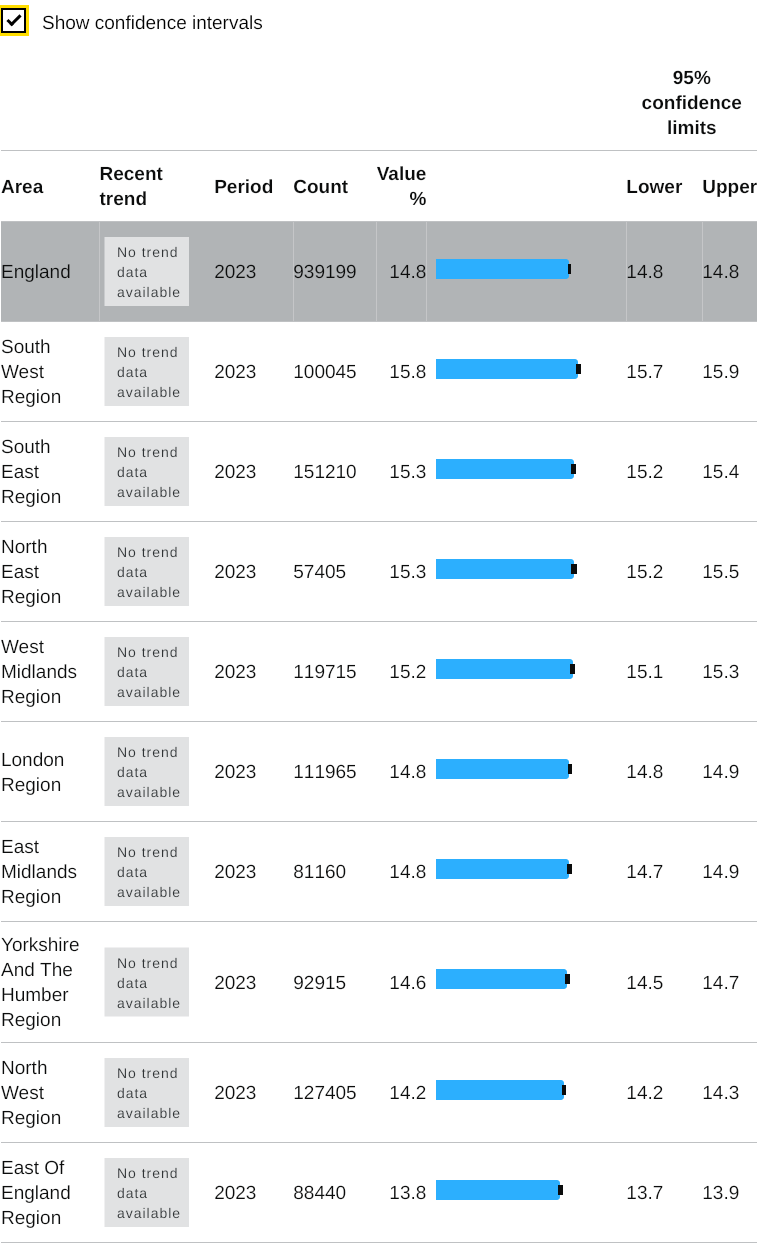 Show confidence intervals
95%
confidence
limits
Area Recent trend Period Count Value % Lower Upper
England No trend data available 2023 939199 14.8 14.8 14.8
South West Region No trend data available 2023 100045 15.8 15.7 15.9
South East Region No trend data available 2023 151210 15.3 15.2 15.4
North East Region No trend data available 2023 57405 15.3 15.2 15.5
West Midlands Region No trend data available 2023 119715 15.2 15.1 15.3
London Region No trend data available 2023 111965 14.8 14.8 14.9
East Midlands Region No trend data available 2023 81160 14.8 14.7 14.9
Yorkshire And The Humber Region No trend data available 2023 92915 14.6 14.5 14.7
North West Region No trend data available 2023 127405 14.2 14.2 14.3
East Of England Region No trend data available 2023 88440 13.8 13.7 13.9